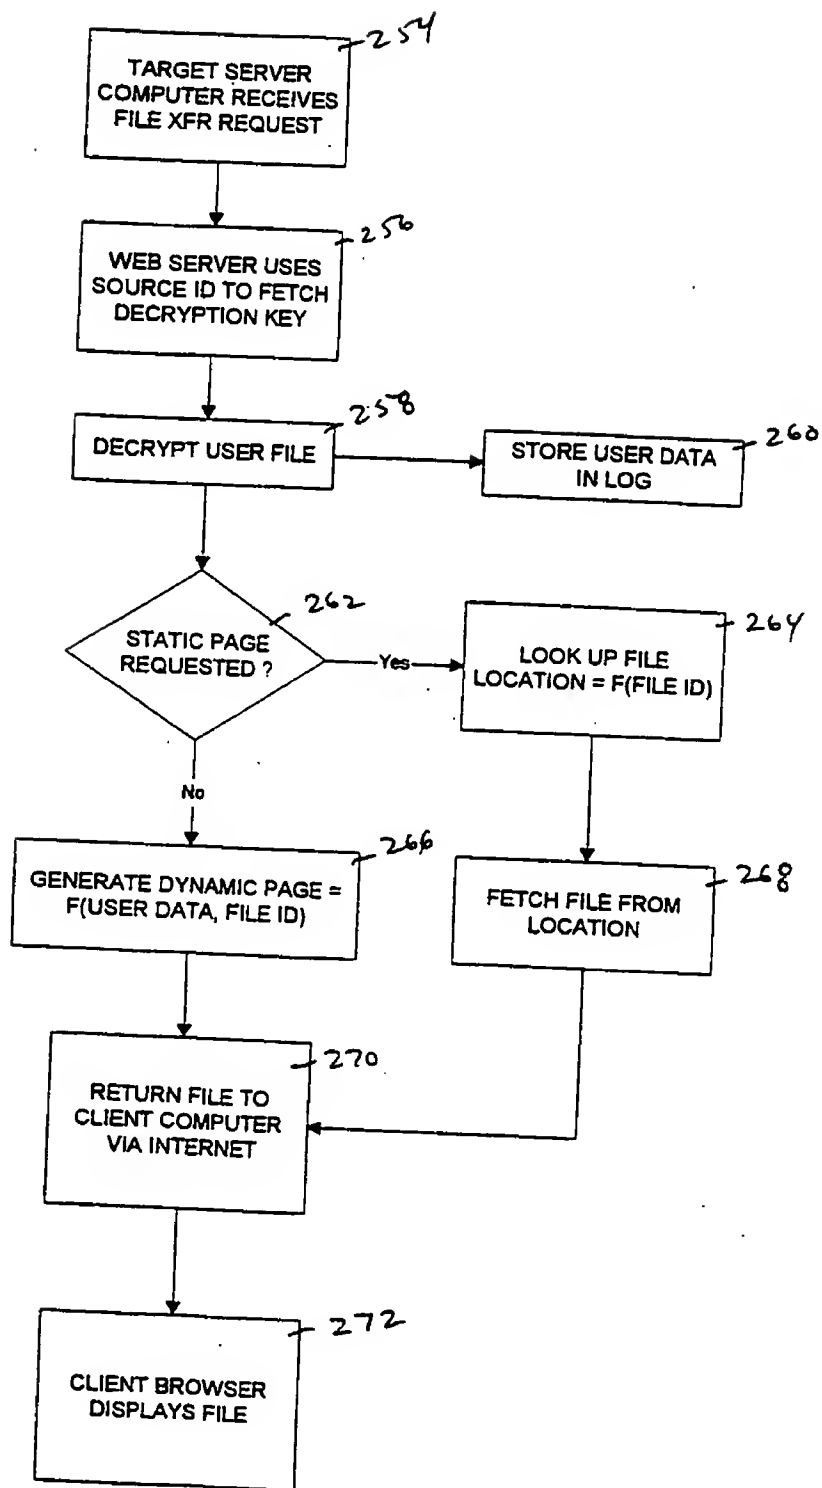 254
TARGET SERVER
COMPUTER RECEIVES
FILE XFR REQUEST
256
WEB SERVER USES
SOURCE ID TO FETCH
DECRYPTION KEY
258
DECRYPT USER FILE
260
STORE USER DATA
IN LOG
262
STATIC PAGE
REQUESTED ?
Yes
264
LOOK UP FILE
LOCATION = F(FILE ID)
No
266
GENERATE DYNAMIC PAGE =
F(USER DATA, FILE ID)
268
FETCH FILE FROM
LOCATION
270
RETURN FILE TO
CLIENT COMPUTER
VIA INTERNET
272
CLIENT BROWSER
DISPLAYS FILE